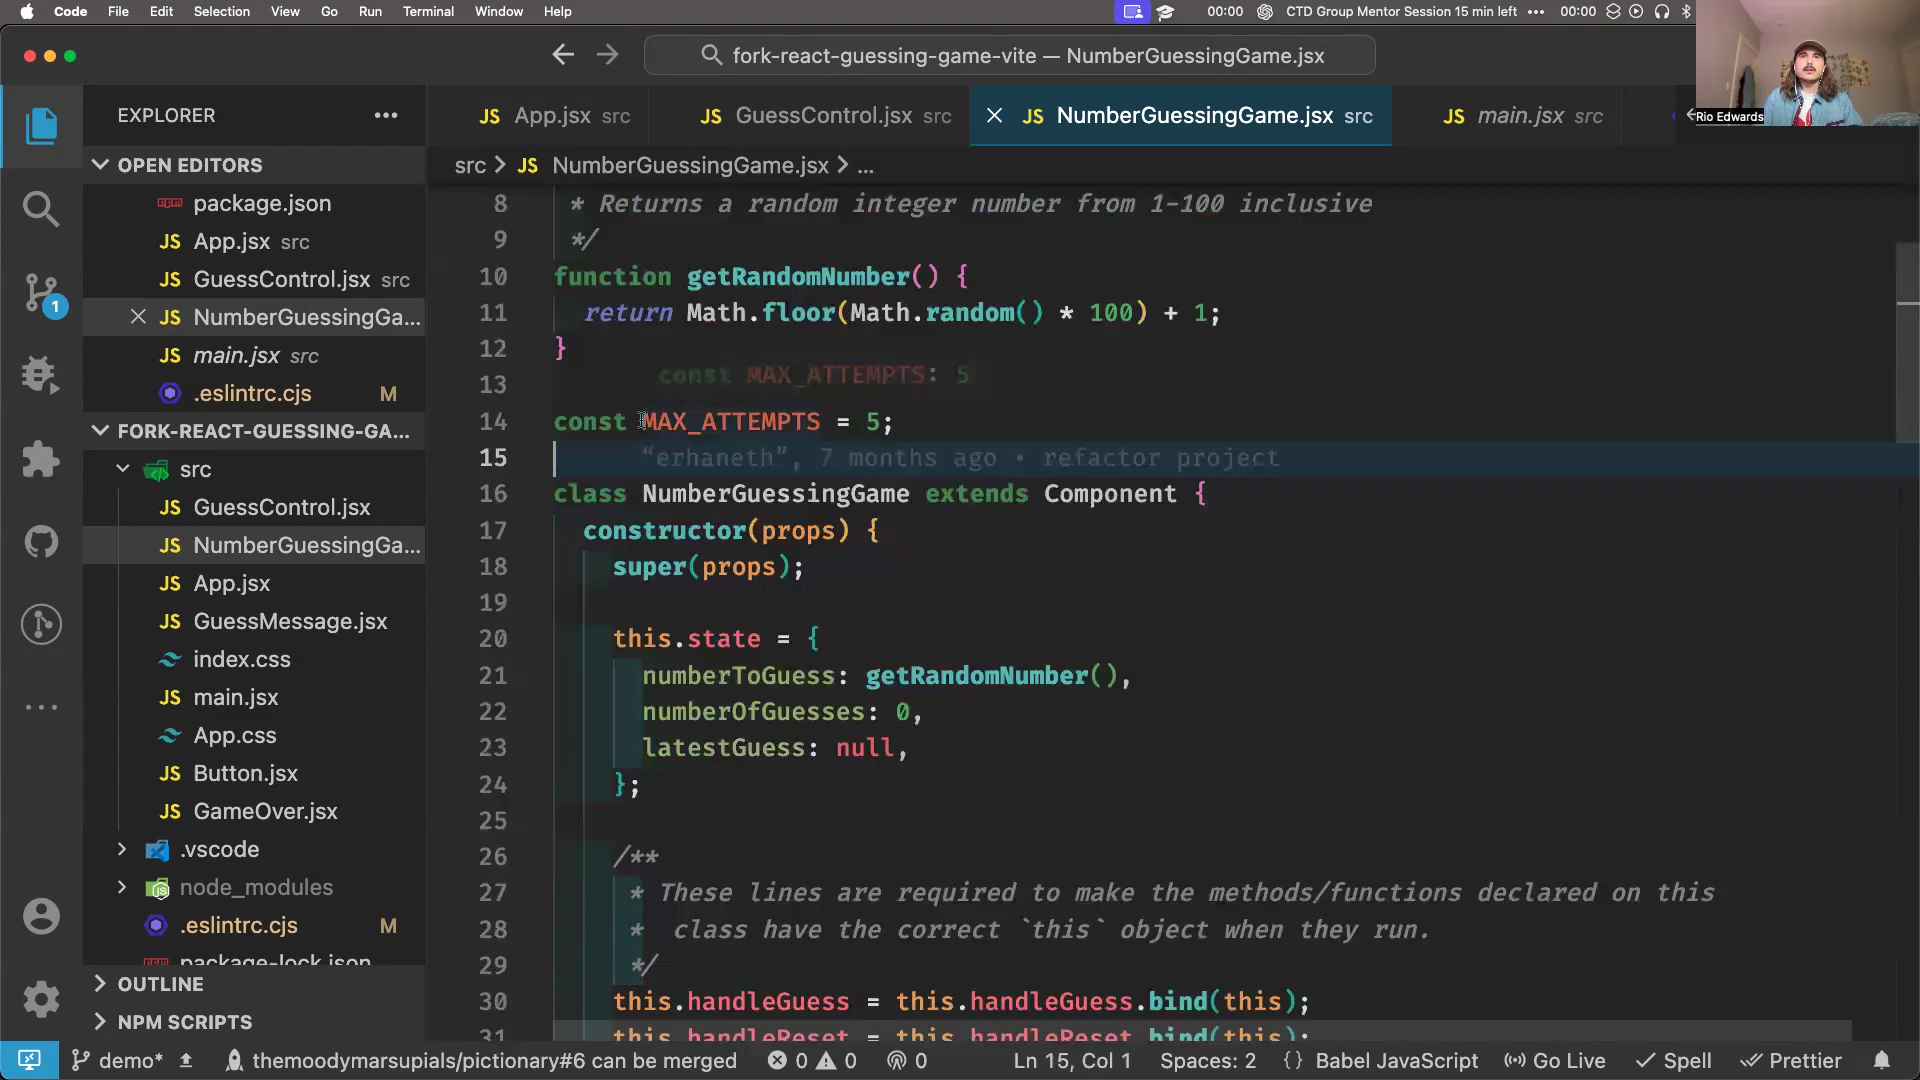 Code File Edit Selection View Go Run Terminal Window Help 00:00 CTD Group Mentor Session 15 min left ••• 00:00
fork-react-guessing-game-vite — NumberGuessingGame.jsx
Rio Edwards
EXPLORER
JS App.jsx src JS GuessControl.jsx src JS NumberGuessingGame.jsx src JS main.jsx src
OPEN EDITORS
src > JS NumberGuessingGame.jsx > ...
package.json
JS App.jsx src
JS GuessControl.jsx src
JS NumberGuessingGa...
JS main.jsx src
.eslintrc.cjs M
FORK-REACT-GUESSING-GA...
src
JS GuessControl.jsx
JS NumberGuessingGa...
JS App.jsx
JS GuessMessage.jsx
index.css
JS main.jsx
App.css
JS Button.jsx
JS GameOver.jsx
.vscode
node_modules
.eslintrc.cjs M
package-lock.json
OUTLINE
NPM SCRIPTS
1
8 * Returns a random integer number from 1-100 inclusive
9 */
10 function getRandomNumber() {
11 return Math.floor(Math.random() * 100) + 1;
12 }
13 const MAX_ATTEMPTS: 5
14 const MAX_ATTEMPTS = 5;
15 “erhaneth”, 7 months ago • refactor project
16 class NumberGuessingGame extends Component {
17 constructor(props) {
18 super(props);
19
20 this.state = {
21 numberToGuess: getRandomNumber(),
22 numberOfGuesses: 0,
23 latestGuess: null,
24 };
25
26 /**
27 * These lines are required to make the methods/functions declared on this
28 * class have the correct `this` object when they run.
29 */
30 this.handleGuess = this.handleGuess.bind(this);
31 this.handleReset = this.handleReset.bind(this);
demo* themoodymarsupials/pictionary#6 can be merged 0 0 0 Ln 15, Col 1 Spaces: 2 {} Babel JavaScript Go Live Spell Prettier